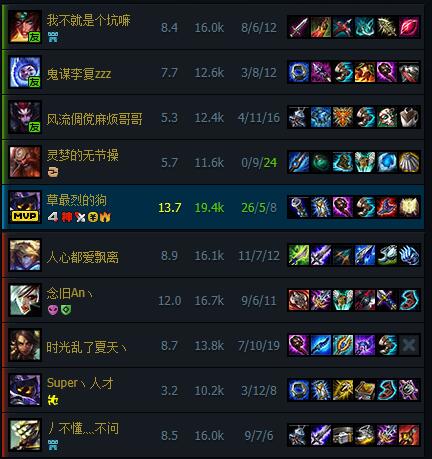 我不就是个坑嘛 8.4 16.0k 8/6/12
友
鬼谋李夏zzz 7.7 12.6k 3/8/12
友
风流倜傥麻烦哥哥 5.3 12.4k 4/11/16
友
灵梦的无节操 5.7 11.6k 0/9/24
草最烈的狗 13.7 19.4k 26/5/8
MVP 4 神
人心都爱飘离 8.9 16.1k 11/7/12
念旧An丶 12.0 16.7k 9/6/11
时光乱了夏天丶 8.7 13.8k 7/10/19
Super丶人才 3.2 10.2k 3/12/8
丿不懂灬不问 8.5 16.0k 9/7/6